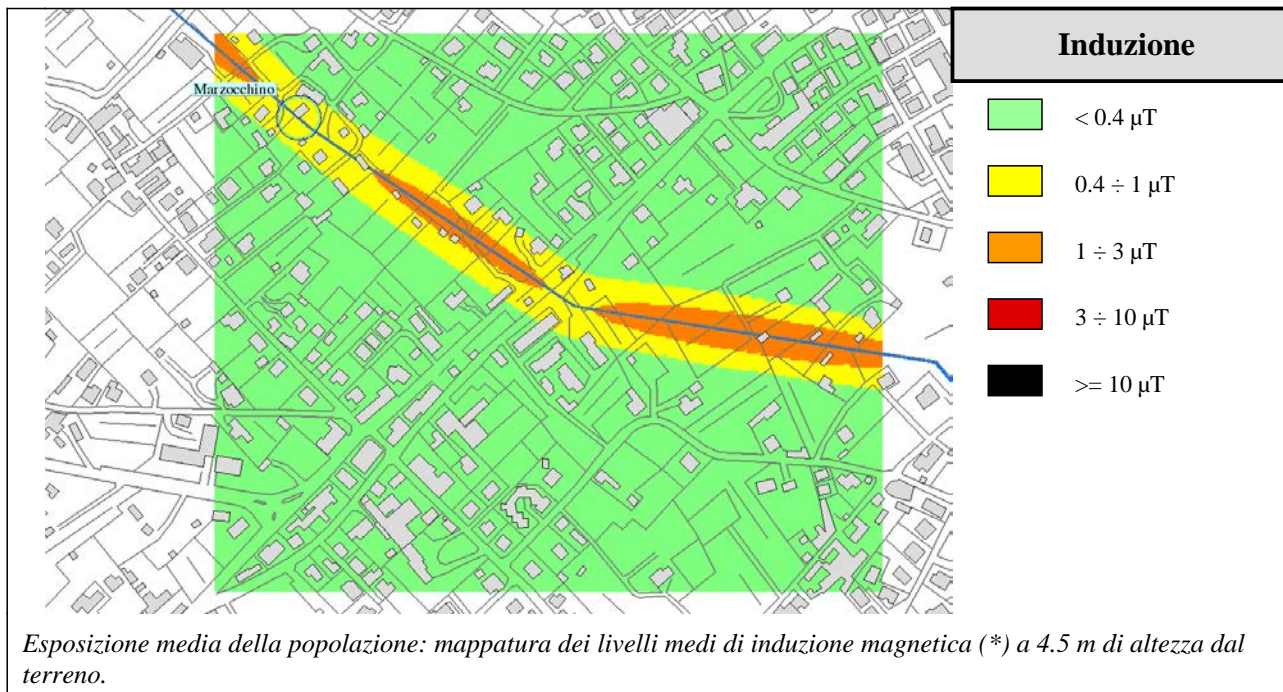 Induzione
Marzocchino
< 0.4 µT
0.4 ÷ 1 µT
1 ÷ 3 µT
3 ÷ 10 µT
>= 10 µT
Esposizione media della popolazione: mappatura dei livelli medi di induzione magnetica (*) a 4.5 m di altezza dal
terreno.